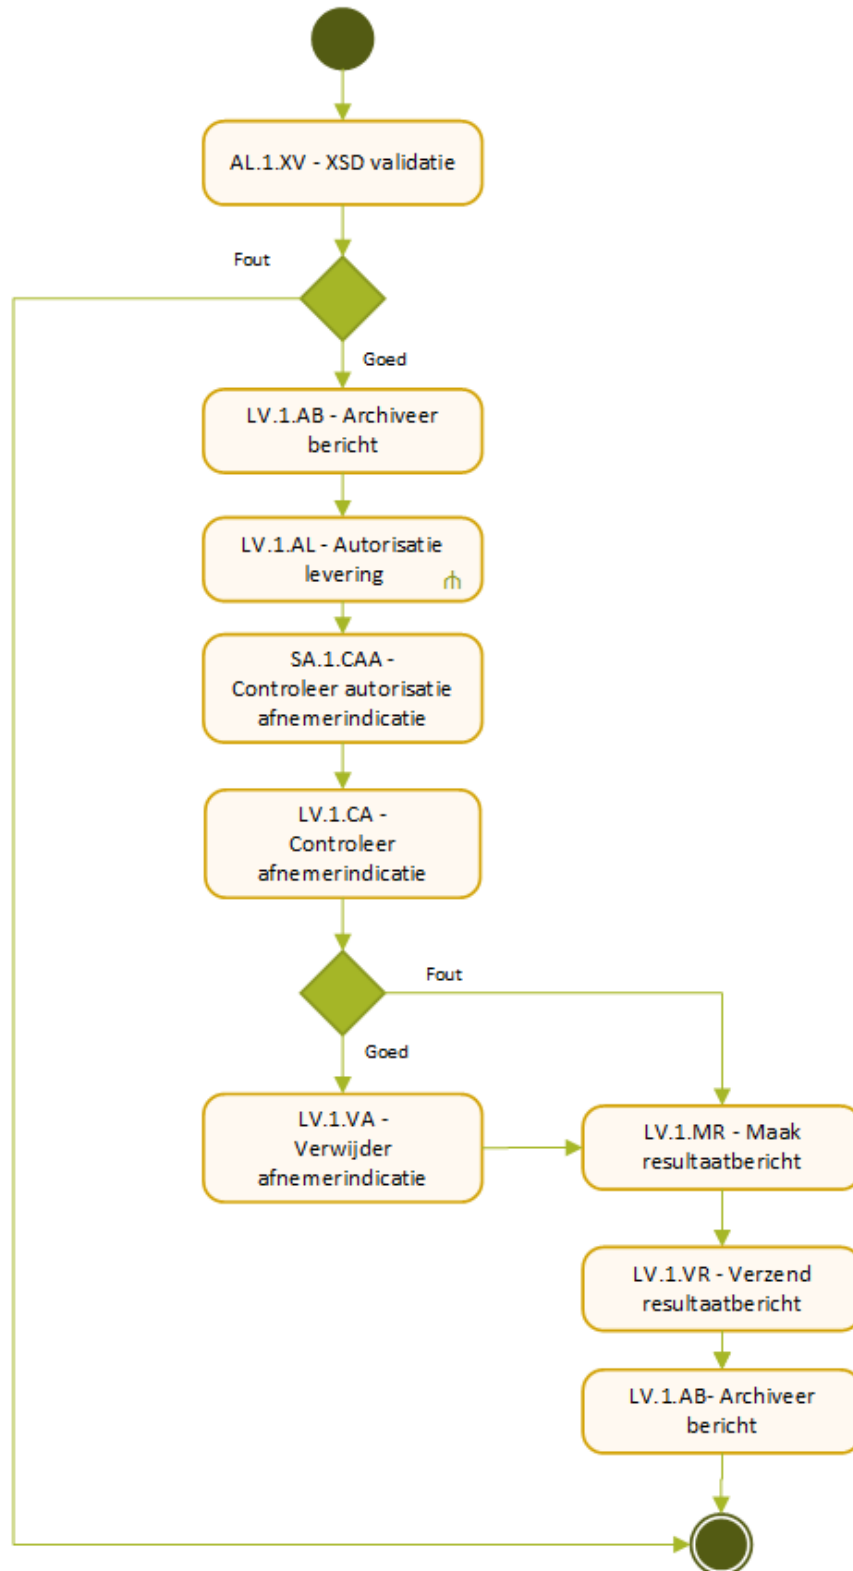 AL.1.XV - XSD validatie
Fout
Goed
LV.1.AB - Archiveer
bericht
LV.1.AL - Autorisatie
levering
SA.1.CAA -
Controleer autorisatie
afnemerindicatie
LV.1.CA -
Controleer
afnemerindicatie
Fout
Goed
LV.1.VA -
Verwijder
afnemerindicatie
LV.1.MR - Maak
resultaatbericht
LV.1.VR - Verzend
resultaatbericht
LV.1.AB- Archiveer
bericht